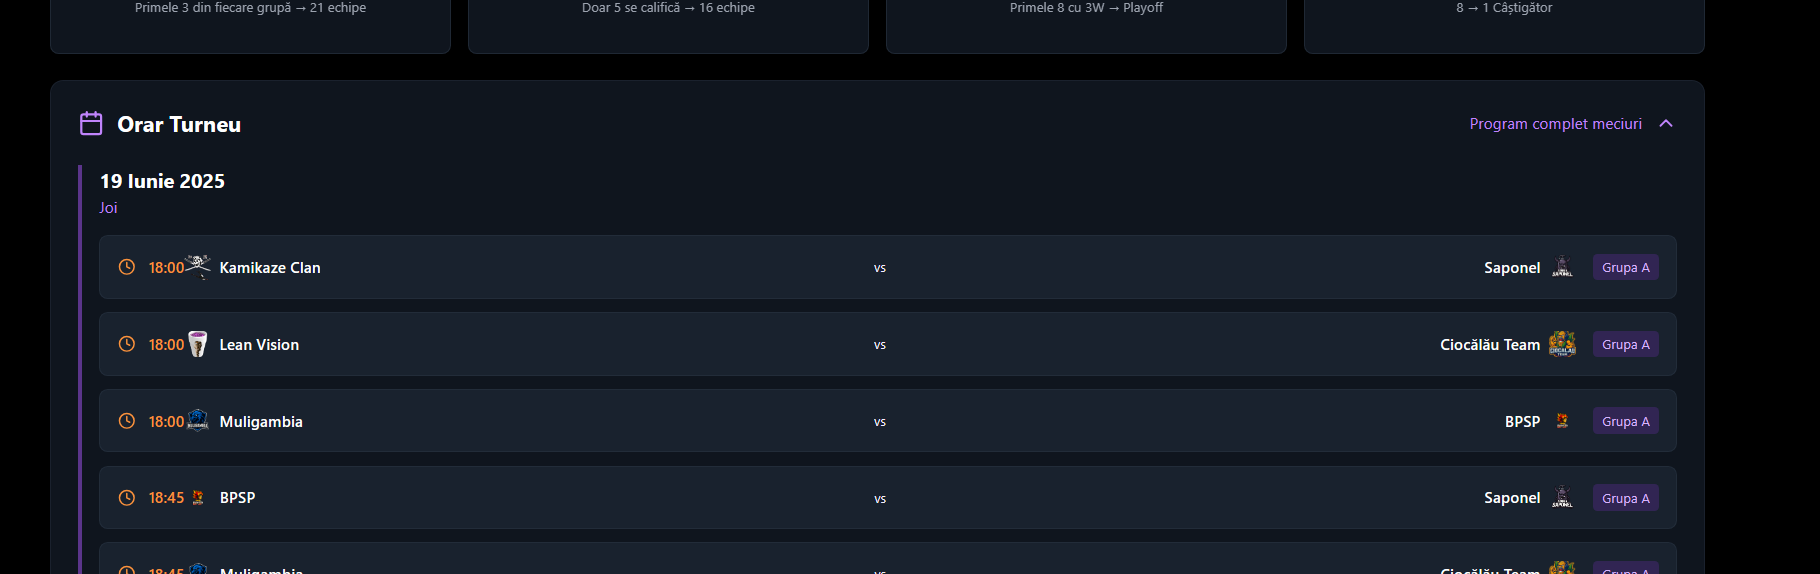 Primele 3 din fiecare grupă → 21 echipe
Doar 5 se califică → 16 echipe
Primele 8 cu 3W → Playoff
8 → 1 Câștigător
Orar Turneu
Program complet meciuri
19 Iunie 2025
Joi
18:00 Kamikaze Clan vs Saponel Grupa A
18:00 Lean Vision vs Ciocălău Team Grupa A
18:00 Muligambia vs BPSP Grupa A
18:45 BPSP vs Saponel Grupa A
18:45 Muligambia vs Ciocălău Team Grupa A